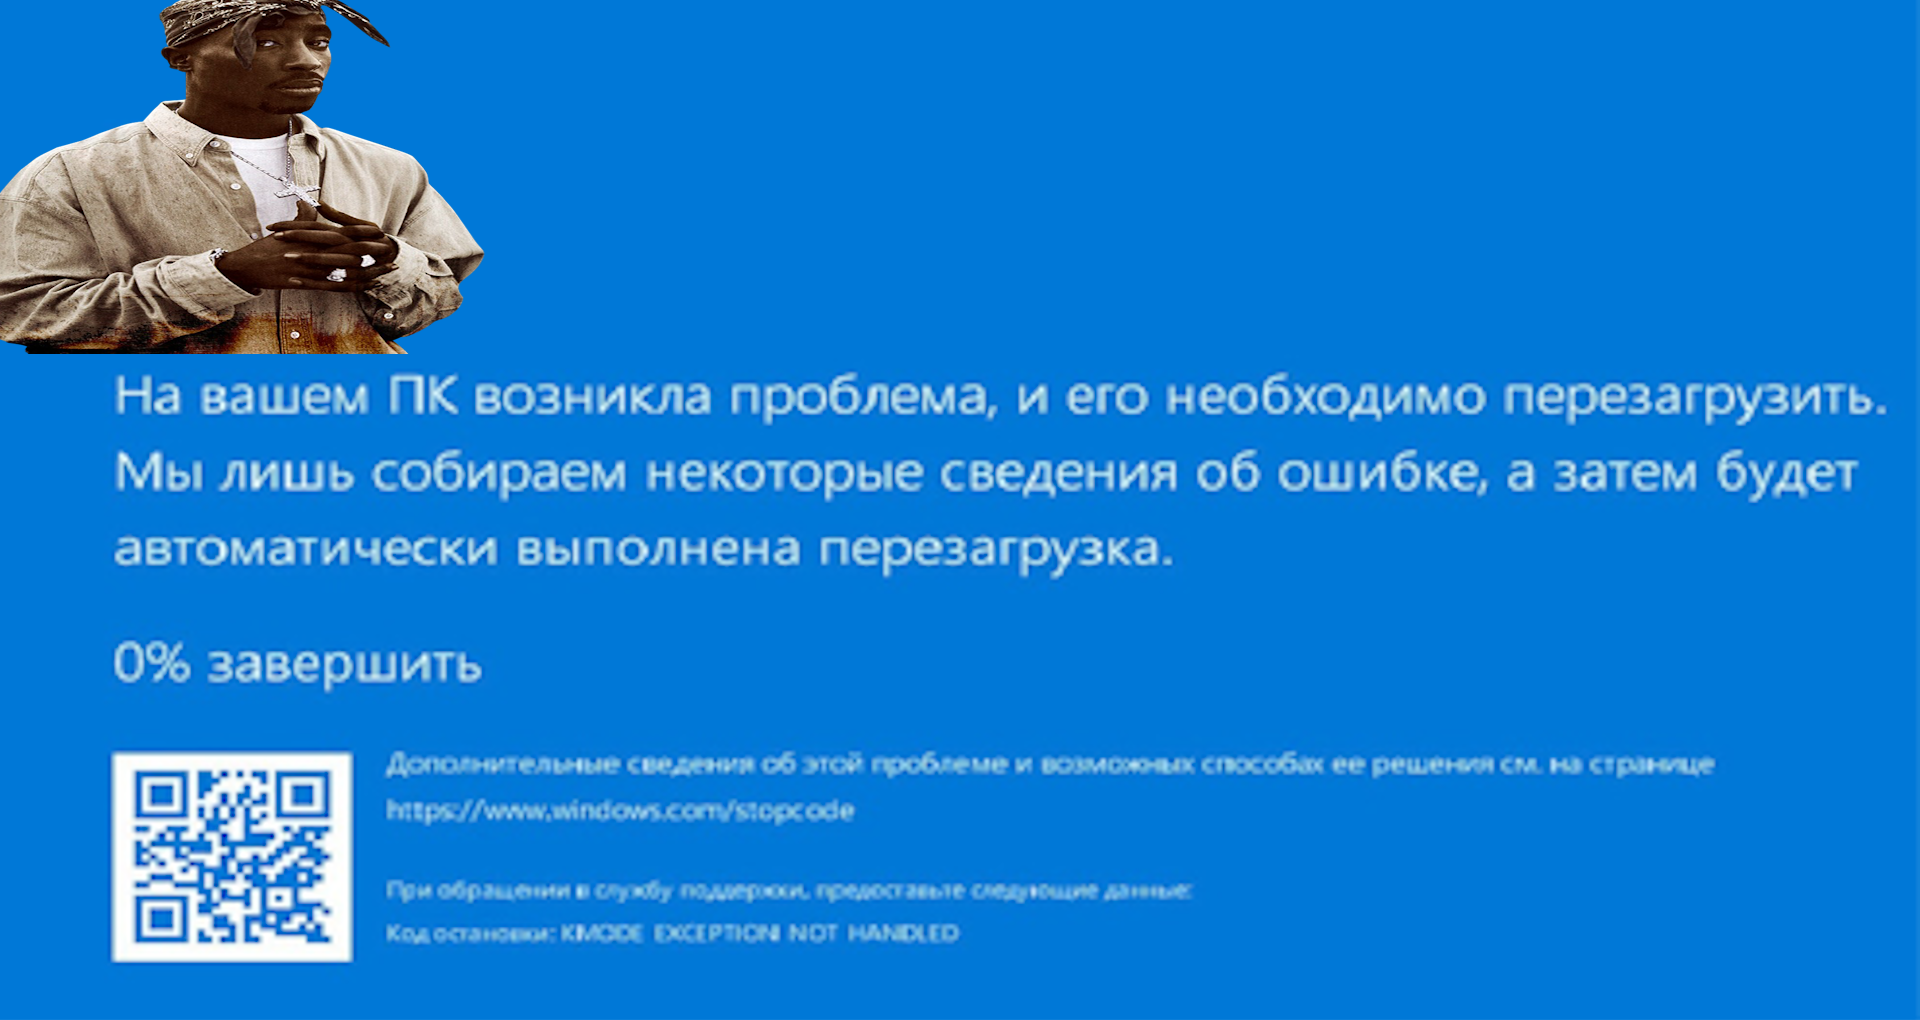 На вашем ПК возникла проблема, и его необходимо перезагрузить.
Мы лишь собираем некоторые сведения об ошибке, а затем будет
автоматически выполнена перезагрузка.
0% завершить
Дополнительные сведения об этой проблеме и возможных способах ее решения см. на странице
https://www.windows.com/stopcode
При обращении в службу поддержки, предоставьте следующие данные:
Код остановки: KMODE EXCEPTION NOT HANDLED